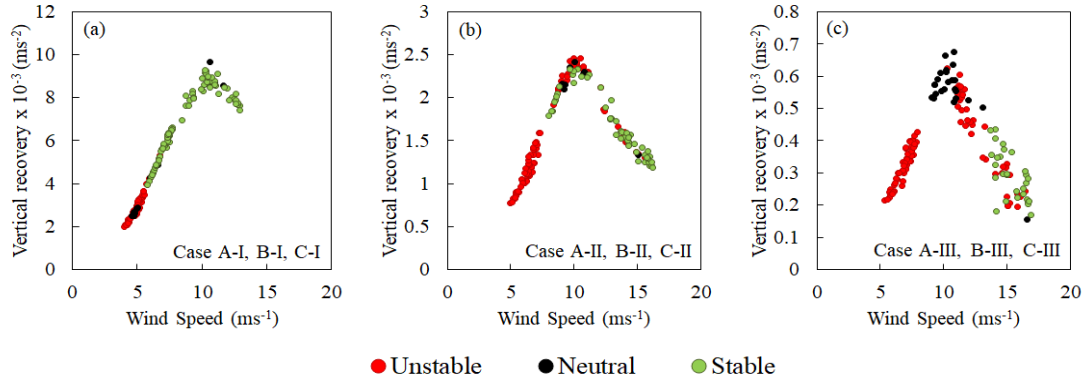 (a)
Vertical recovery x 10⁻³ (ms⁻²)
12
10
8
6
4
2
0
0 5 10 15 20
Case A-I, B-I, C-I
Wind Speed (ms⁻¹)
(b)
Vertical recovery x 10⁻³ (ms⁻²)
3
2.5
2
1.5
1
0.5
0
0 5 10 15 20
Case A-II, B-II, C-II
Wind Speed (ms⁻¹)
(c)
Vertical recovery x 10⁻³ (ms⁻²)
0.8
0.7
0.6
0.5
0.4
0.3
0.2
0.1
0
0 5 10 15 20
Case A-III, B-III, C-III
Wind Speed (ms⁻¹)
Unstable Neutral Stable